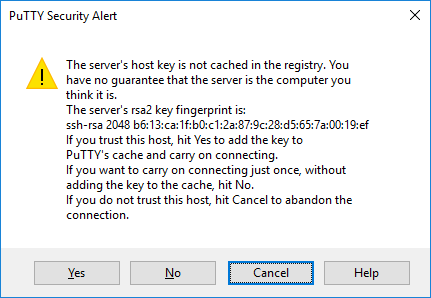 PuTTY Security Alert
The server's host key is not cached in the registry. You
have no guarantee that the server is the computer you
think it is.
The server's rsa2 key fingerprint is:
ssh-rsa 2048 b6:13:ca:1f:b0:c1:2a:87:9c:28:d5:65:7a:00:19:ef
If you trust this host, hit Yes to add the key to
PuTTY's cache and carry on connecting.
If you want to carry on connecting just once, without
adding the key to the cache, hit No.
If you do not trust this host, hit Cancel to abandon the
connection.
Yes No Cancel Help